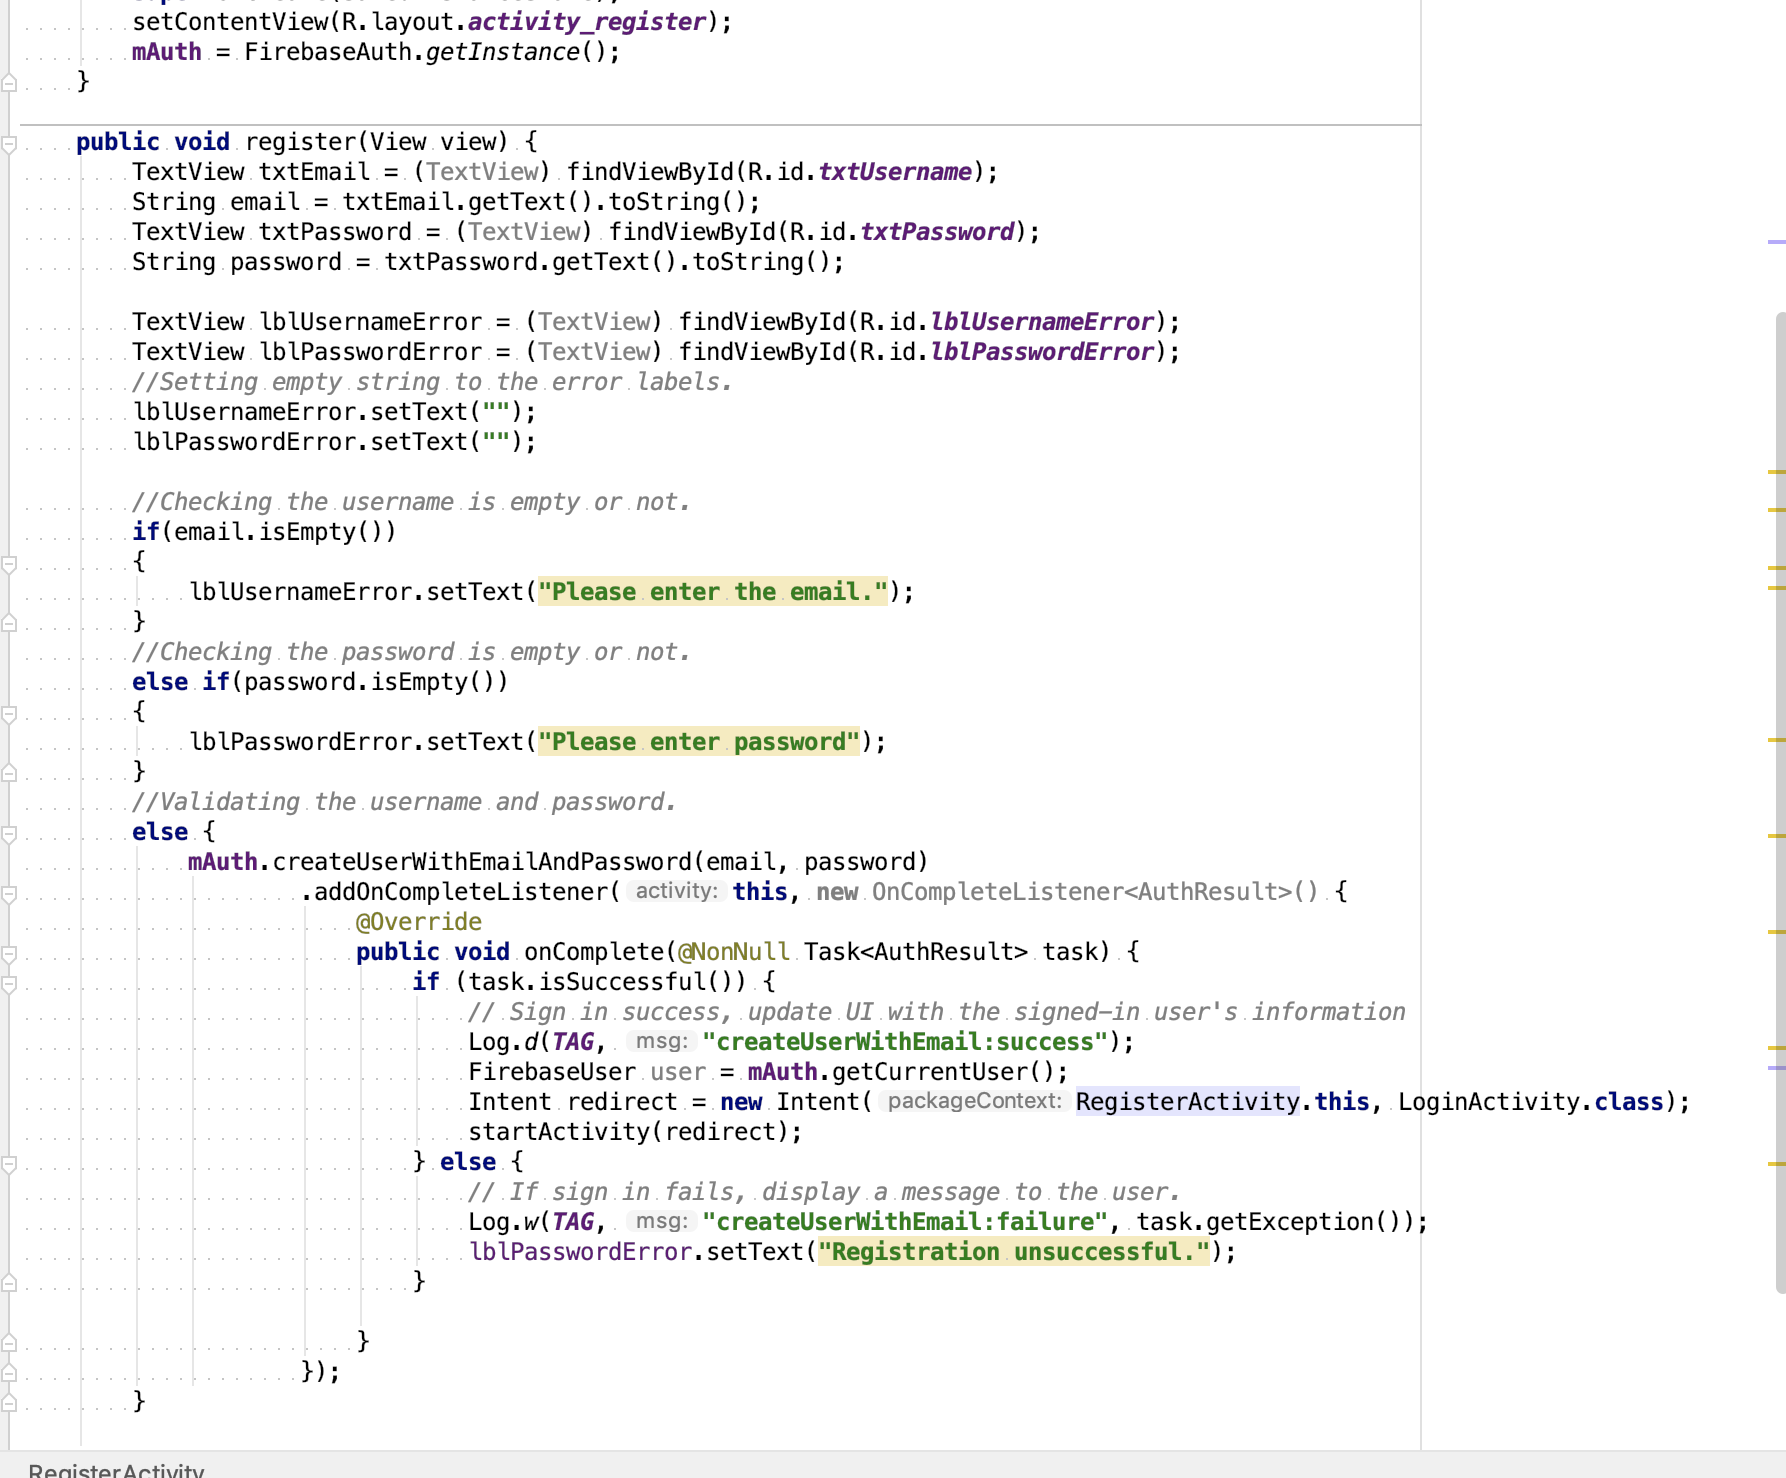 setContentView(R.layout.activity_register);
mAuth = FirebaseAuth.getInstance();
}
public void register(View view) {
TextView txtEmail = (TextView) findViewById(R.id.txtUsername);
String email = txtEmail.getText().toString();
TextView txtPassword = (TextView) findViewById(R.id.txtPassword);
String password = txtPassword.getText().toString();
TextView lblUsernameError = (TextView) findViewById(R.id.lblUsernameError);
TextView lblPasswordError = (TextView) findViewById(R.id.lblPasswordError);
//Setting empty string to the error labels.
lblUsernameError.setText("");
lblPasswordError.setText("");
//Checking the username is empty or not.
if(email.isEmpty())
{
lblUsernameError.setText("Please enter the email.");
}
//Checking the password is empty or not.
else if(password.isEmpty())
{
lblPasswordError.setText("Please enter password");
}
//Validating the username and password.
else {
mAuth.createUserWithEmailAndPassword(email, password)
.addOnCompleteListener( activity: this, new OnCompleteListener<AuthResult>() {
@Override
public void onComplete(@NonNull Task<AuthResult> task) {
if (task.isSuccessful()) {
// Sign in success, update UI with the signed-in user's information
Log.d(TAG, msg: "createUserWithEmail:success");
FirebaseUser user = mAuth.getCurrentUser();
Intent redirect = new Intent( packageContext: RegisterActivity.this, LoginActivity.class);
startActivity(redirect);
} else {
// If sign in fails, display a message to the user.
Log.w(TAG, msg: "createUserWithEmail:failure", task.getException());
lblPasswordError.setText("Registration unsuccessful.");
}
}
});
}
RegisterActivity